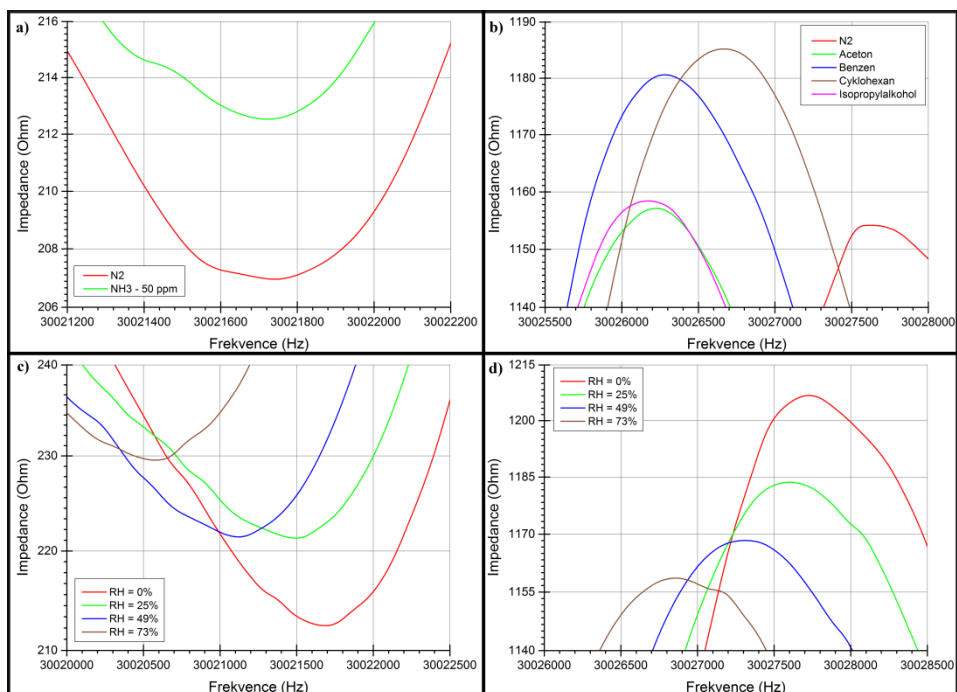 a)
216
214
212
210
208
206
Impedance (Ohm)
N2
NH3 - 50 ppm
30021200 30021400 30021600 30021800 30022000 30022200
Frekvence (Hz)
b)
1190
1180
1170
1160
1150
1140
Impedance (Ohm)
N2
Aceton
Benzen
Cyklohexan
Isopropylalkohol
30025500 30026000 30026500 30027000 30027500 30028000
Frekvence (Hz)
c)
240
230
220
210
Impedance (Ohm)
RH = 0%
RH = 25%
RH = 49%
RH = 73%
30020000 30020500 30021000 30021500 30022000 30022500
Frekvence (Hz)
d)
1215
1200
1185
1170
1155
1140
Impedance (Ohm)
RH = 0%
RH = 25%
RH = 49%
RH = 73%
30026000 30026500 30027000 30027500 30028000 30028500
Frekvence (Hz)